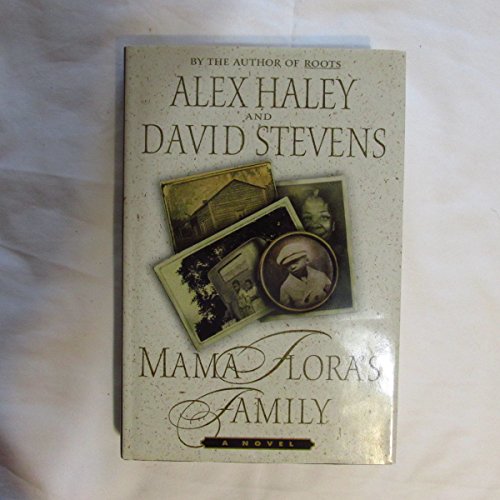 BY THE AUTHOR OF ROOTS
ALEX HALEY
AND
DAVID STEVENS
MAMA FLORA'S
FAMILY
A NOVEL